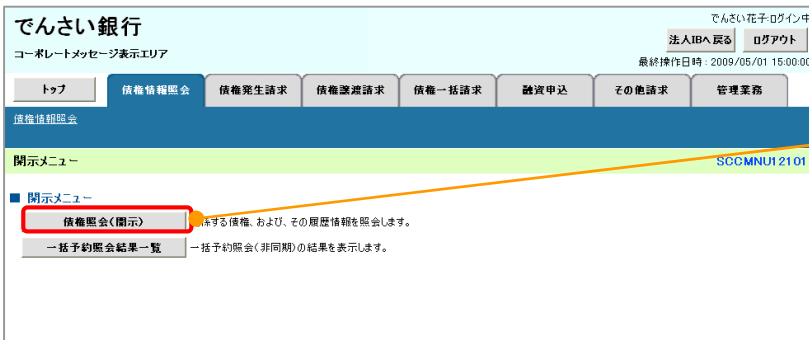 でんさい銀行
コーポレートメッセージ表示エリア
でんさい花子:ログイン中
法人IBへ戻る ログアウト
最終操作日時:2009/05/01 15:00:00
トップ 債権情報照会 債権発生請求 債権譲渡請求 債権一括請求 融資申込 その他請求 管理業務
債権情報照会
開示メニュー SCCMNU12101
■ 開示メニュー
債権照会(開示) する債権、および、その履歴情報を照会します。
一括予約照会結果一覧 一括予約照会(非同期)の結果を表示します。